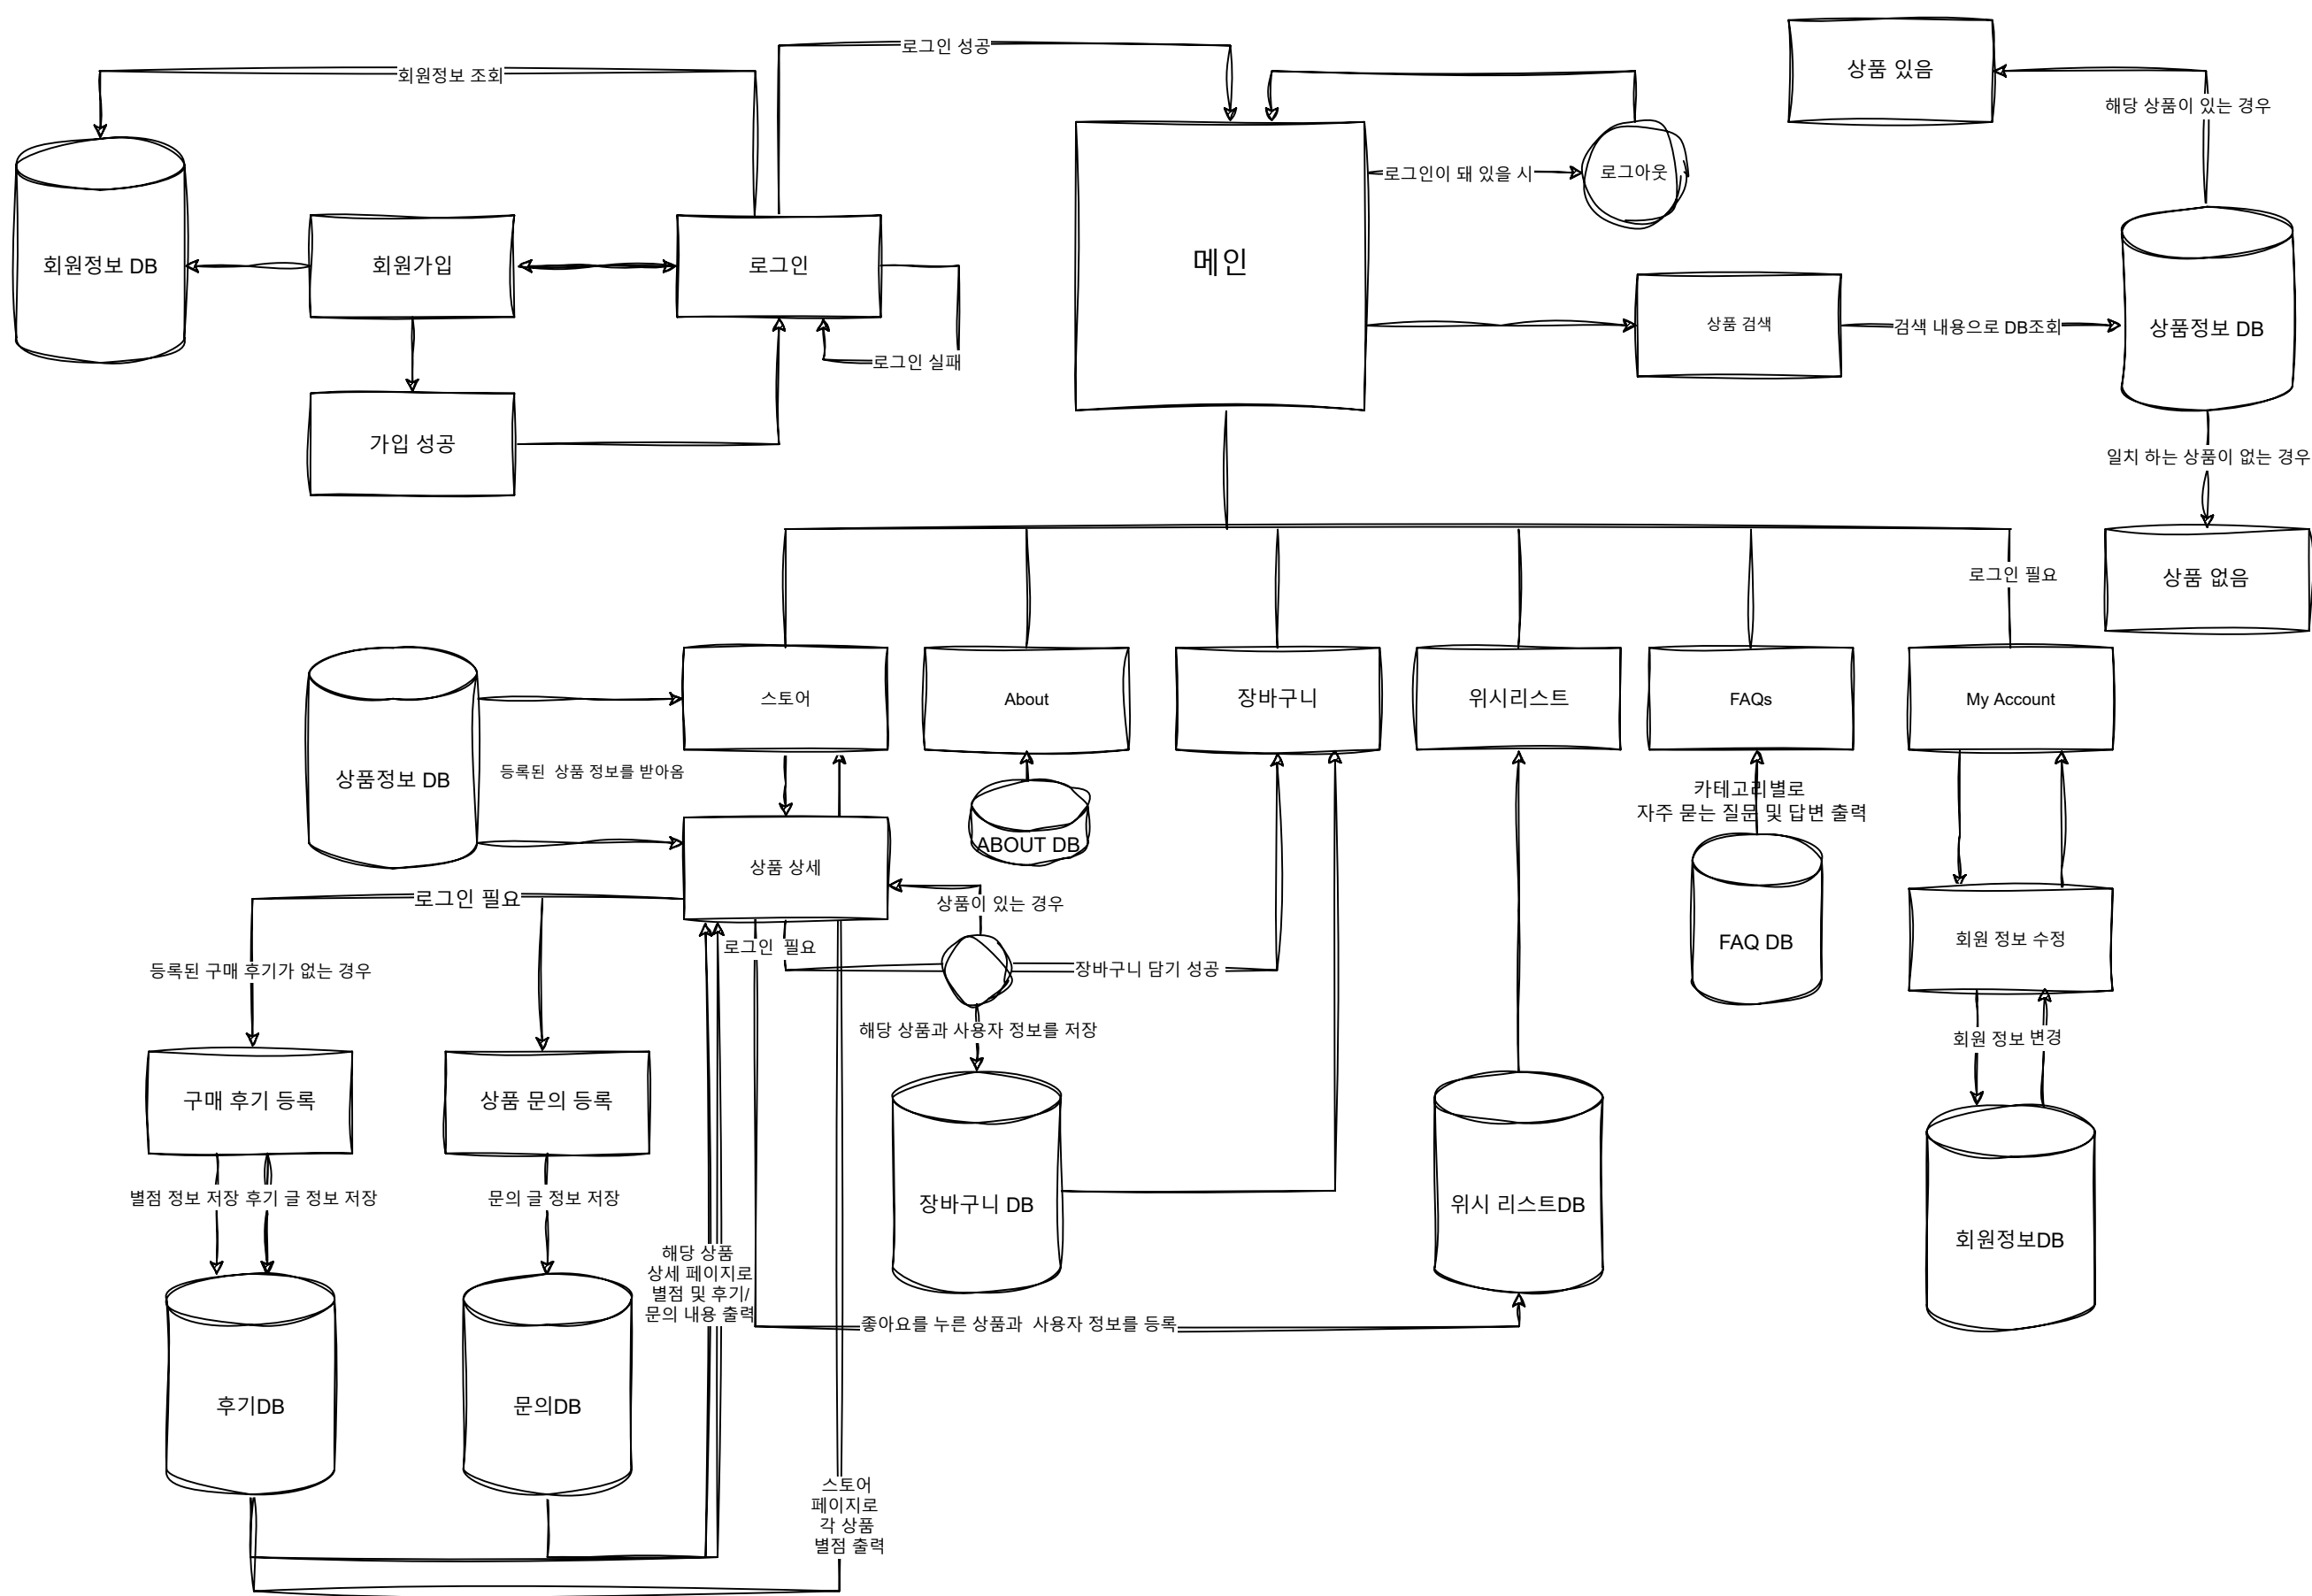 로그인 성공
상품 있음
회원정보 조회
해당 상품이 있는 경우
로그인이 돼 있을 시
로그아웃
회원정보 DB
회원가입
로그인
메인
상품 검색
검색 내용으로 DB조회
상품정보 DB
로그인 실패
가입 성공
일치 하는 상품이 없는 경우
로그인 필요
상품 없음
스토어
About
장바구니
위시리스트
FAQs
My Account
상품정보 DB
등록된 상품 정보를 받아옴
카테고리별로
자주 묻는 질문 및 답변 출력
ABOUT DB
상품 상세
로그인 필요
상품이 있는 경우
로그인 필요
FAQ DB
회원 정보 수정
등록된 구매 후기가 없는 경우
장바구니 담기 성공
해당 상품과 사용자 정보를 저장
회원 정보 변경
구매 후기 등록
상품 문의 등록
별점 정보 저장
후기 글 정보 저장
문의 글 정보 저장
장바구니 DB
위시 리스트DB
회원정보DB
해당 상품
상세 페이지로
별점 및 후기/
문의 내용 출력
좋아요를 누른 상품과 사용자 정보를 등록
후기DB
문의DB
스토어
페이지로
각 상품
별점 출력